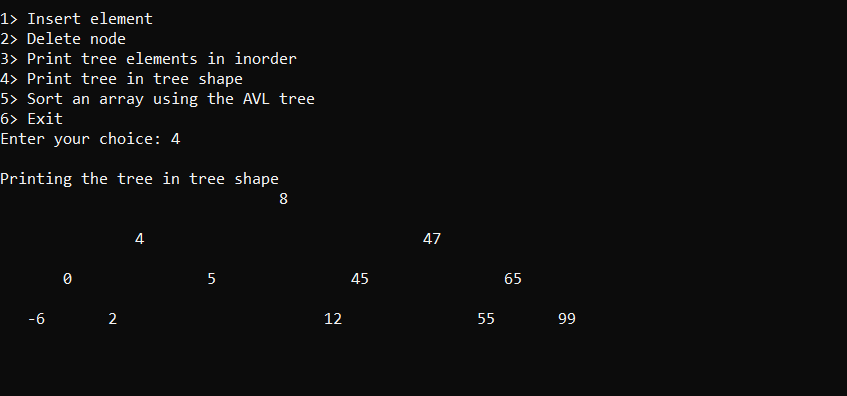 1> Insert element
2> Delete node
3> Print tree elements in inorder
4> Print tree in tree shape
5> Sort an array using the AVL tree
6> Exit
Enter your choice: 4
Printing the tree in tree shape
8
4 47
0 5 45 65
-6 2 12 55 99